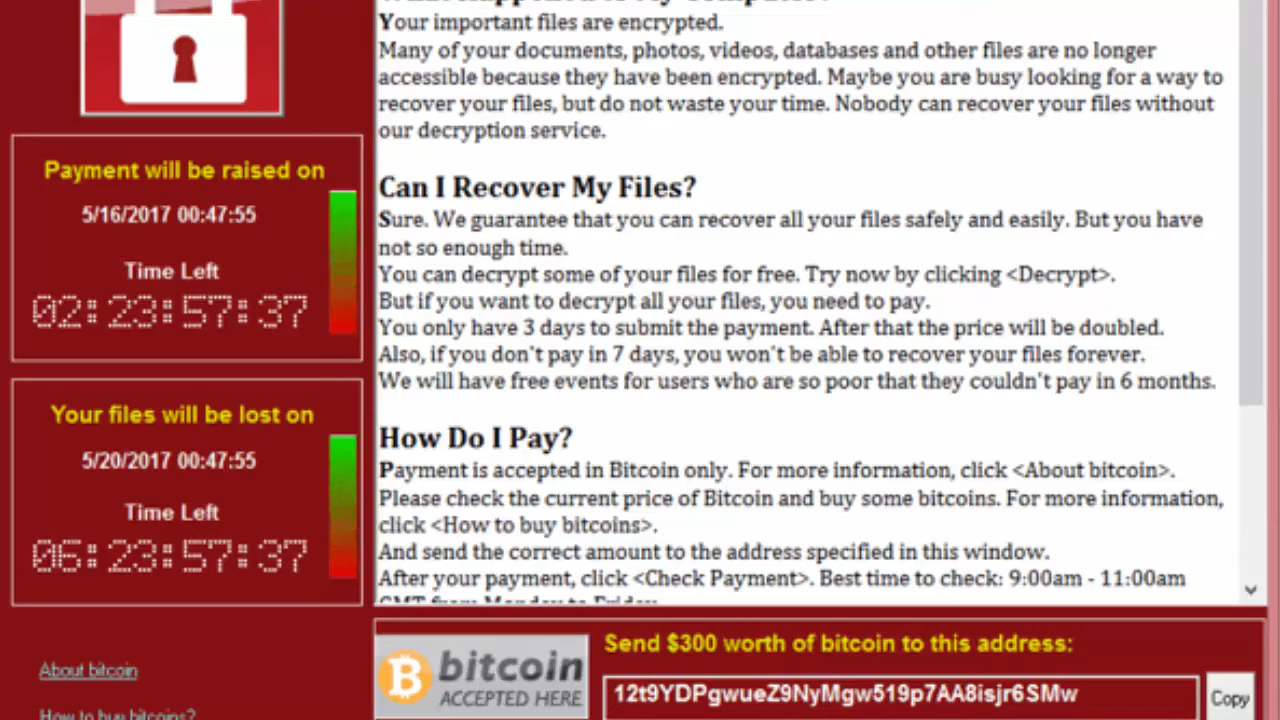 What Happened to My Computer?
Your important files are encrypted.
Many of your documents, photos, videos, databases and other files are no longer
accessible because they have been encrypted. Maybe you are busy looking for a way to
recover your files, but do not waste your time. Nobody can recover your files without
our decryption service.
Can I Recover My Files?
Sure. We guarantee that you can recover all your files safely and easily. But you have
not so enough time.
You can decrypt some of your files for free. Try now by clicking <Decrypt>.
But if you want to decrypt all your files, you need to pay.
You only have 3 days to submit the payment. After that the price will be doubled.
Also, if you don't pay in 7 days, you won't be able to recover your files forever.
We will have free events for users who are so poor that they couldn't pay in 6 months.
How Do I Pay?
Payment is accepted in Bitcoin only. For more information, click <About bitcoin>.
Please check the current price of Bitcoin and buy some bitcoins. For more information,
click <How to buy bitcoins>.
And send the correct amount to the address specified in this window.
After your payment, click <Check Payment>. Best time to check: 9:00am - 11:00am
GMT from Monday to Friday.
Payment will be raised on
5/16/2017 00:47:55
Time Left
02:23:57:37
Your files will be lost on
5/20/2017 00:47:55
Time Left
06:23:57:37
About bitcoin
How to buy bitcoins?
bitcoin
ACCEPTED HERE
Send $300 worth of bitcoin to this address:
12t9YDPgwueZ9NyMgw519p7AA8isjr6SMw
Copy